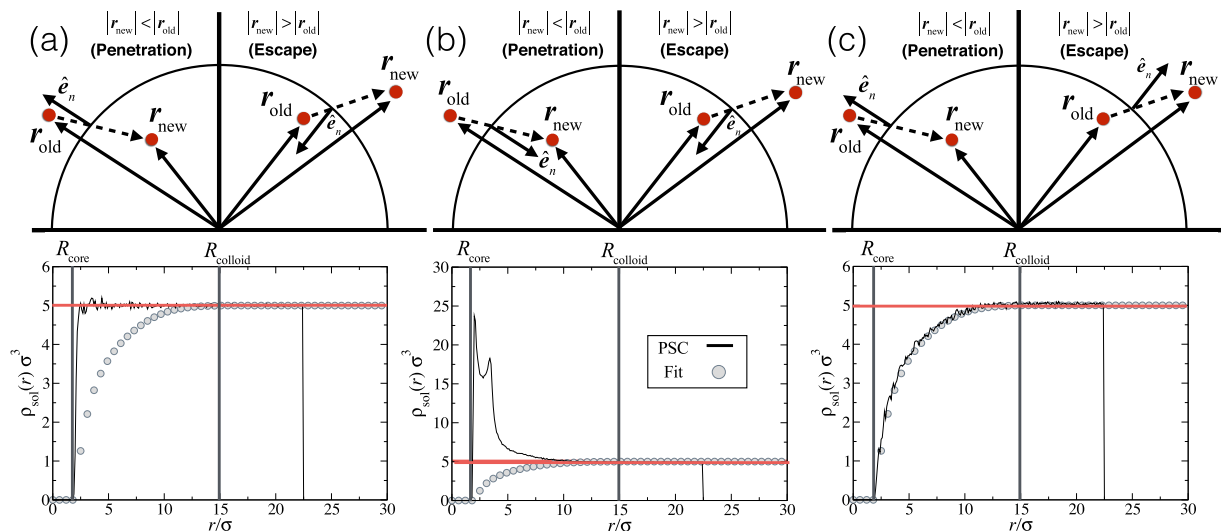 (a)
|r_new| < |r_old| |r_new| > |r_old|
(Penetration) (Escape)
ê_n
r_old
r_new
r_old
r_new
ê_n
(b)
|r_new| < |r_old| |r_new| > |r_old|
(Penetration) (Escape)
r_old
r_new
ê_n
r_old
r_new
ê_n
(c)
|r_new| < |r_old| |r_new| > |r_old|
(Penetration) (Escape)
ê_n
r_old
r_new
r_old
ê_n
r_new
R_core R_colloid
ρ_sol(r) σ³
6
5
4
3
2
1
0
0 5 10 15 20 25 30
r/σ
R_core R_colloid
ρ_sol(r) σ³
30
25
20
15
10
5
0
PSC
Fit
0 5 10 15 20 25 30
r/σ
R_core R_colloid
ρ_sol(r) σ³
6
5
4
3
2
1
0
0 5 10 15 20 25 30
r/σ